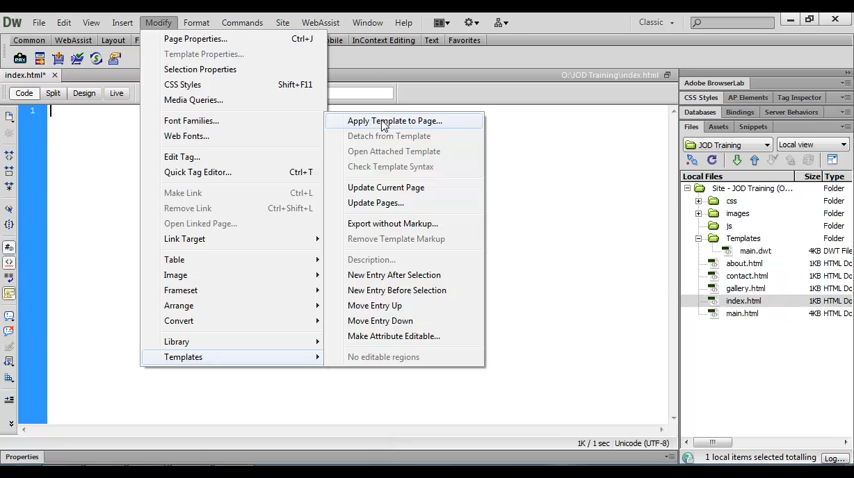 Dw File Edit View Insert Modify Format Commands Site WebAssist Window Help Classic
Common WebAssist Layout InContext Editing Text Favorites
index.html* O:\JOD Training\index.html
Code Split Design Live
1
Page Properties... Ctrl+J
Template Properties...
Selection Properties
CSS Styles Shift+F11
Media Queries...
Font Families...
Web Fonts...
Edit Tag...
Quick Tag Editor... Ctrl+T
Make Link Ctrl+L
Remove Link Ctrl+Shift+L
Open Linked Page...
Link Target
Table
Image
Frameset
Arrange
Convert
Library
Templates
Apply Template to Page...
Detach from Template
Open Attached Template
Check Template Syntax
Update Current Page
Update Pages...
Export without Markup...
Remove Template Markup
Description...
New Entry After Selection
New Entry Before Selection
Move Entry Up
Move Entry Down
Make Attribute Editable...
No editable regions
Adobe BrowserLab
CSS Styles AP Elements Tag Inspector
Databases Bindings Server Behaviors
Files Assets Snippets
JOD Training Local view
Local Files Size Type
Site - JOD Training (O... Folder
css Folder
images Folder
js Folder
Templates Folder
main.dwt 4KB DWT File
about.html 1KB HTML Do
contact.html 1KB HTML Do
gallery.html 1KB HTML Do
index.html 1KB HTML Do
main.html 1KB HTML Do
1K / 1 sec Unicode (UTF-8)
Properties
1 local items selected totalling Log...